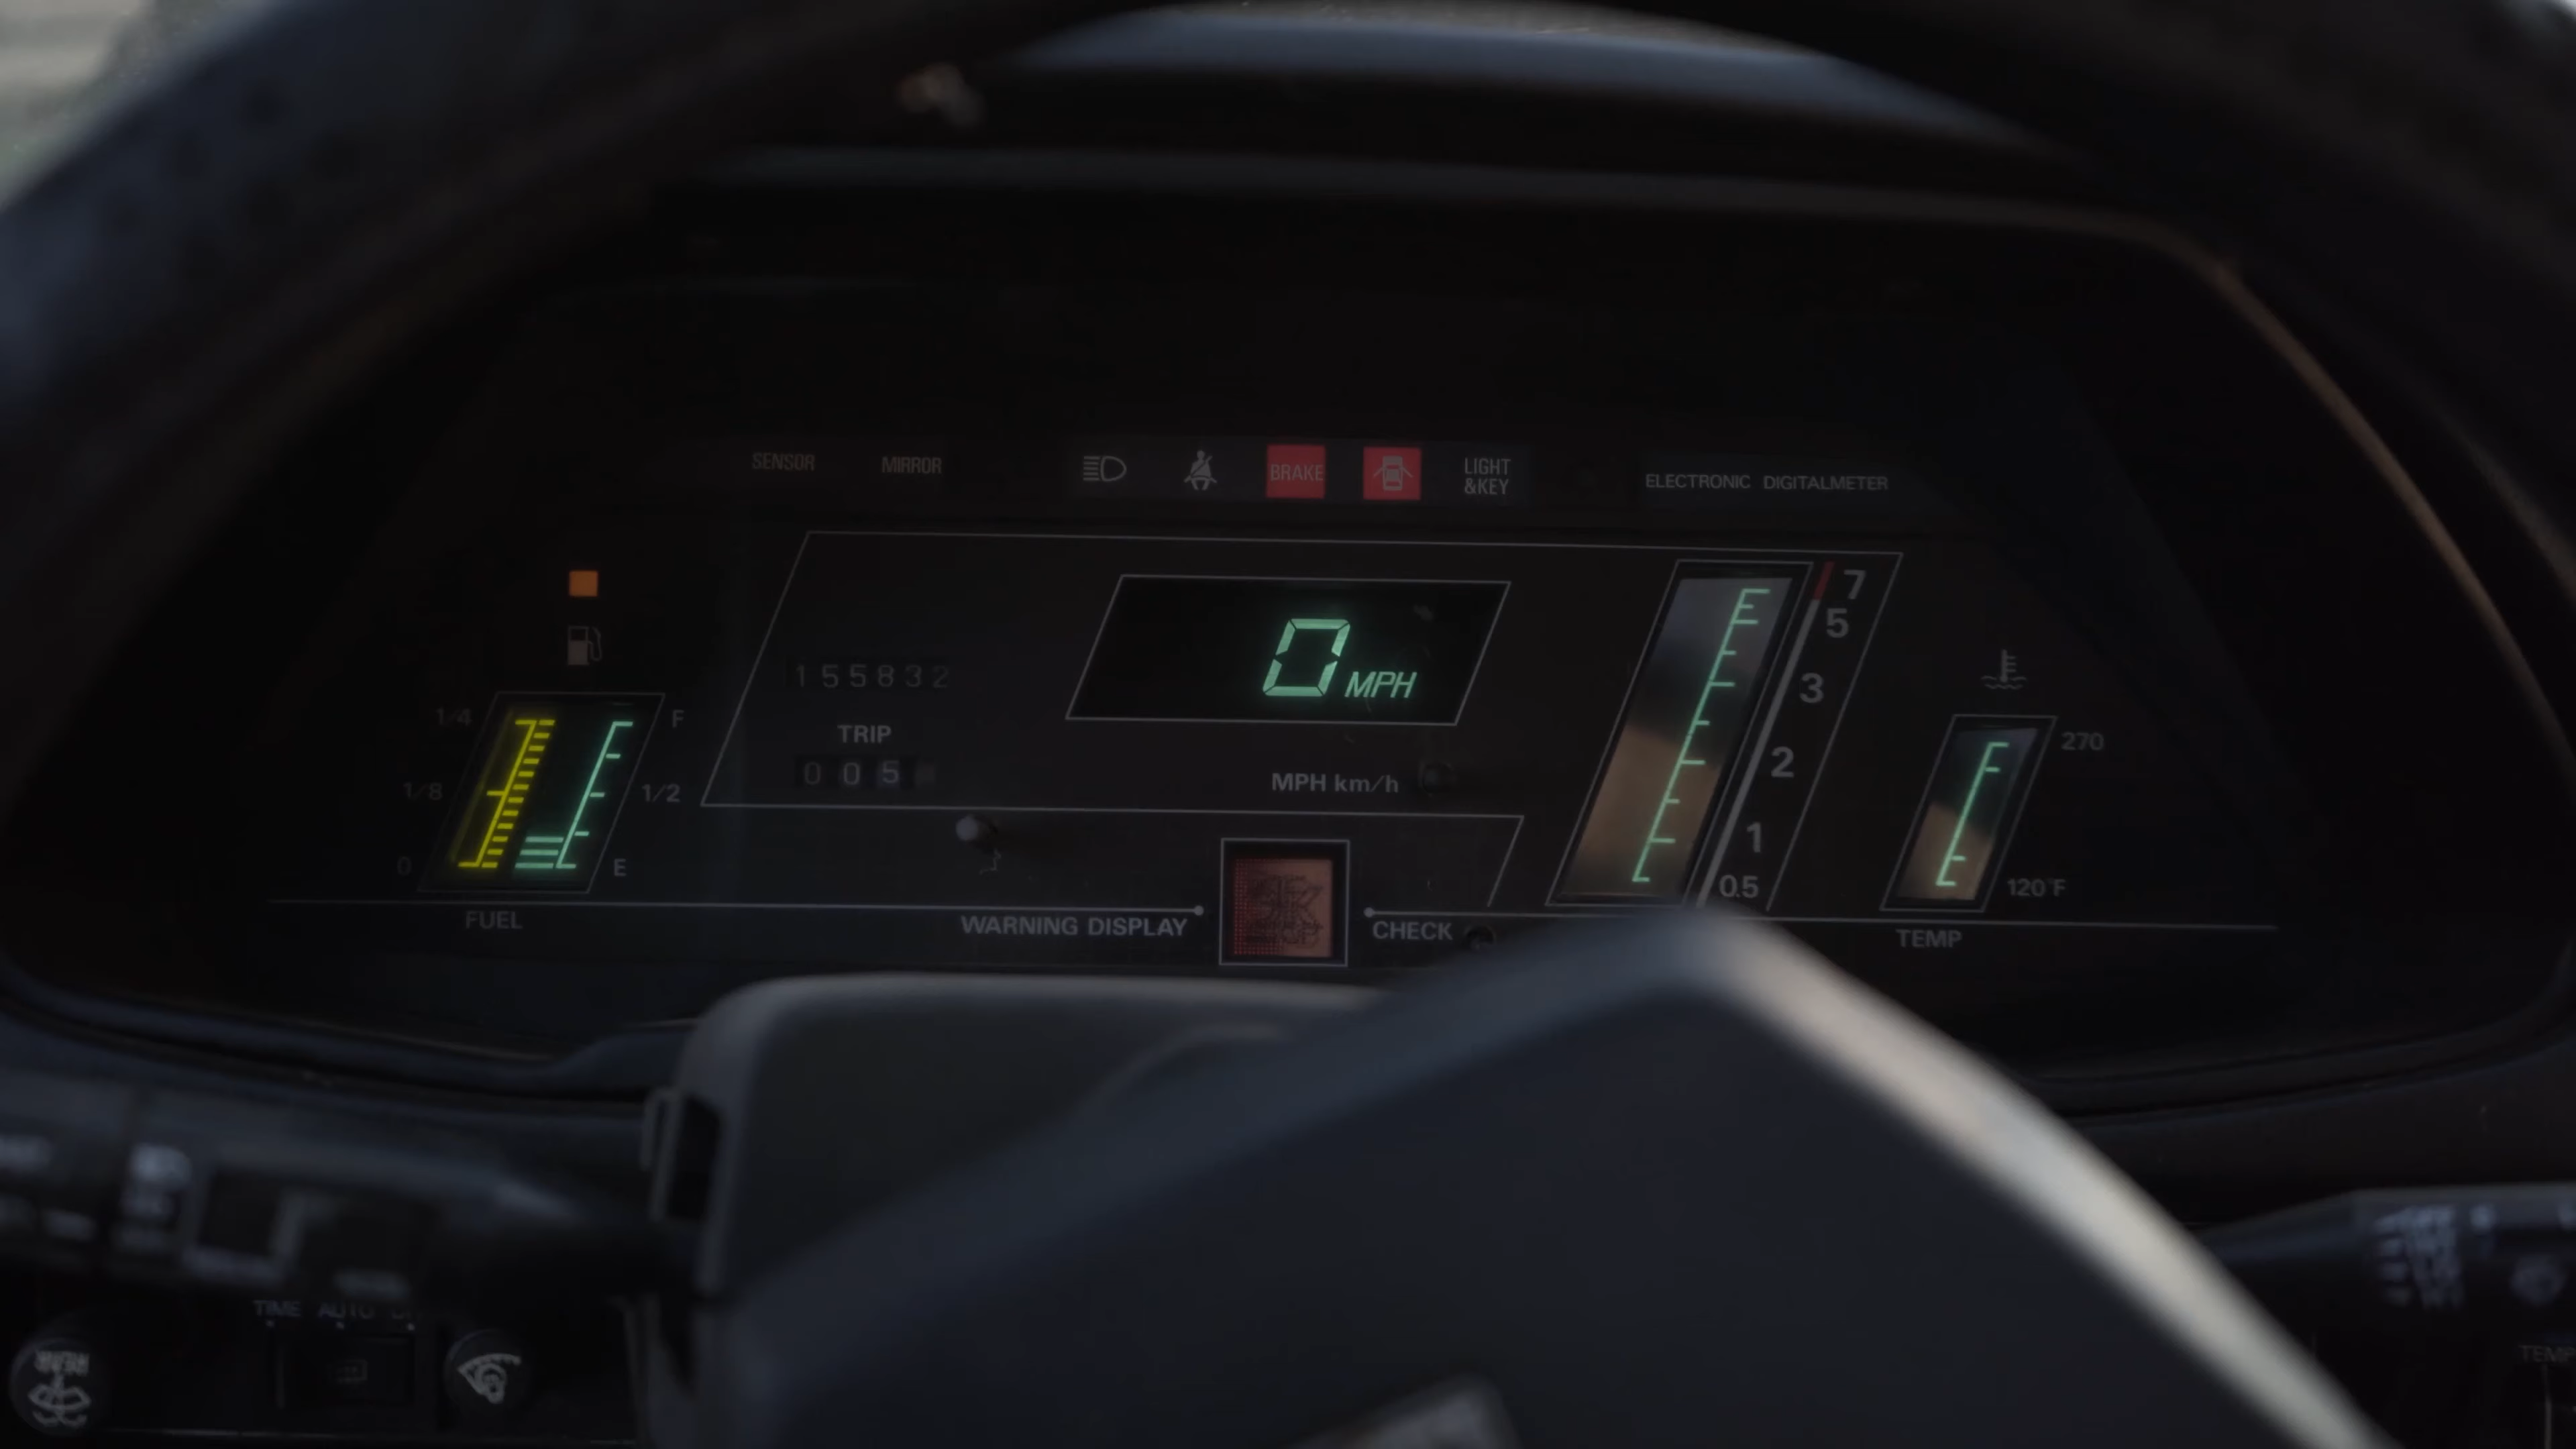 SENSOR MIRROR
BRAKE
LIGHT
&KEY
ELECTRONIC DIGITALMETER
1/4
1/8
0
F
1/2
E
FUEL
155832
TRIP
005
0 MPH
MPH km/h
WARNING DISPLAY
CHECK
7
5
3
2
1
0.5
270
120°F
TEMP
TIME AUTO
TEMP